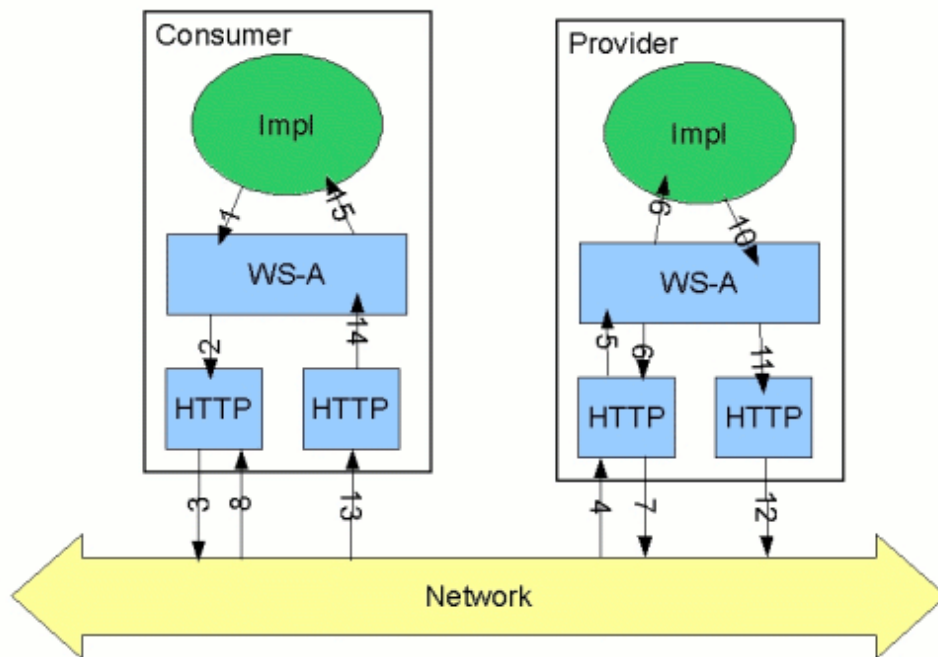 Consumer
Provider
Impl
Impl
1
15
9
10
WS-A
WS-A
2
14
5
6
11
HTTP
HTTP
HTTP
HTTP
3
8
13
4
7
12
Network